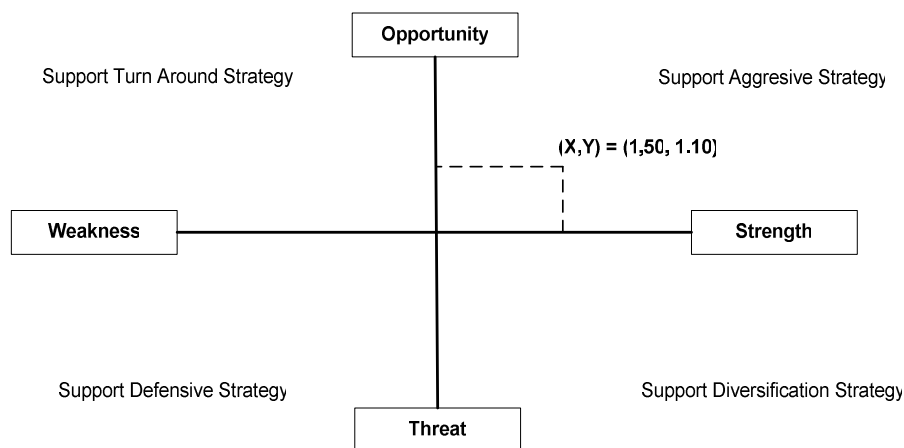 Opportunity
Support Turn Around Strategy
Support Aggresive Strategy
(X,Y) = (1,50, 1.10)
Weakness
Strength
Support Defensive Strategy
Support Diversification Strategy
Threat